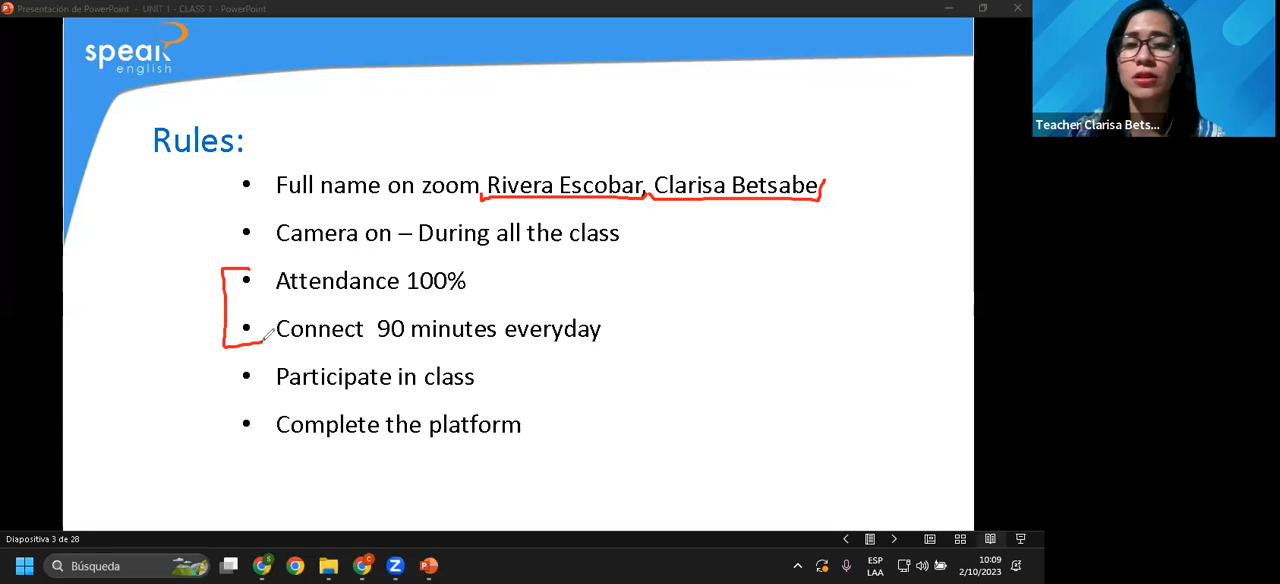 Presentación de PowerPoint - UNIT 1 - CLASS 1 - PowerPoint
speak
english
Teacher Clarisa Bets...
Rules:
• Full name on zoom Rivera Escobar, Clarisa Betsabe
• Camera on – During all the class
• Attendance 100%
• Connect  90 minutes everyday
• Participate in class
• Complete the platform
Diapositiva 3 de 28
Búsqueda
ESP
LAA
10:09
2/10/2023